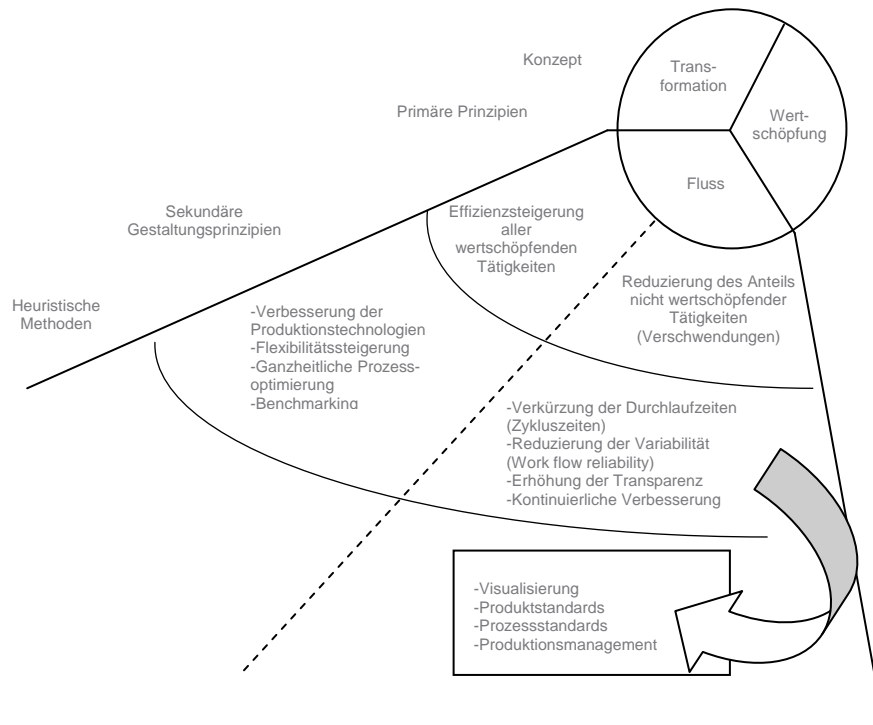 Konzept
Trans-
formation
Wert-
schöpfung
Fluss
Primäre Prinzipien
Effizienzsteigerung
aller
wertschöpfenden
Tätigkeiten
Reduzierung des Anteils
nicht wertschöpfender
Tätigkeiten
(Verschwendungen)
Sekundäre
Gestaltungsprinzipien
-Verbesserung der
Produktionstechnologien
-Flexibilitätssteigerung
-Ganzheitliche Prozess-
optimierung
-Benchmarking
-Verkürzung der Durchlaufzeiten
(Zykluszeiten)
-Reduzierung der Variabilität
(Work flow reliability)
-Erhöhung der Transparenz
-Kontinuierliche Verbesserung
Heuristische
Methoden
-Visualisierung
-Produktstandards
-Prozessstandards
-Produktionsmanagement